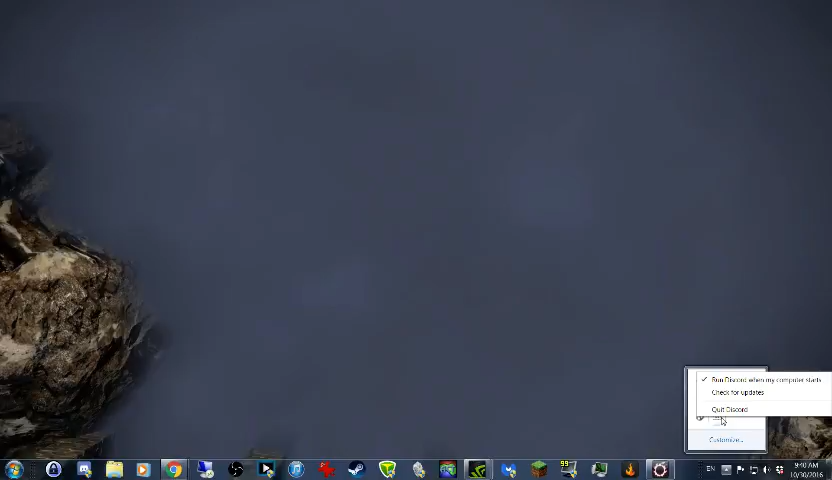 Run Discord when my computer starts
Check for updates
Quit Discord
Customize...
EN
9:40 AM
10/30/2016
99